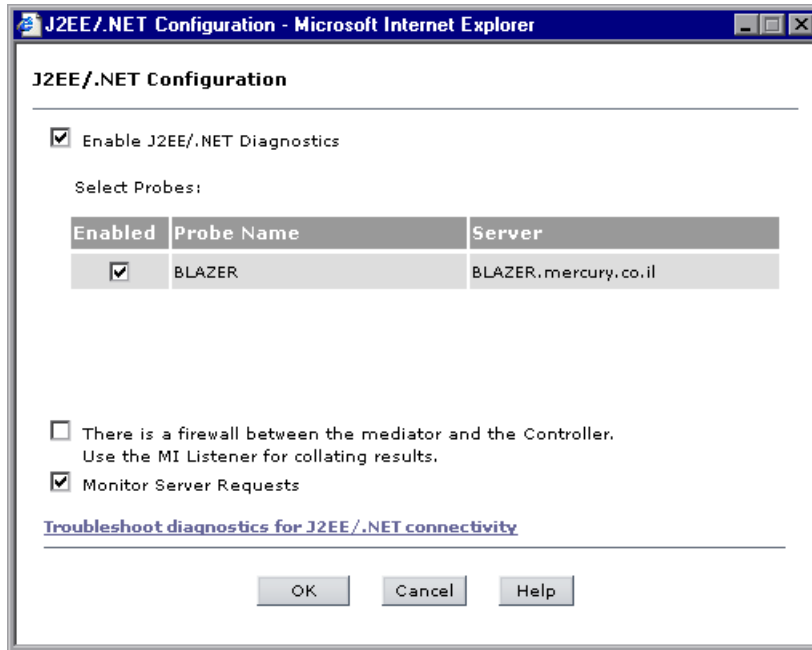 J2EE/.NET Configuration - Microsoft Internet Explorer
J2EE/.NET Configuration
Enable J2EE/.NET Diagnostics
Select Probes:
Enabled Probe Name Server
BLAZER BLAZER.mercury.co.il
There is a firewall between the mediator and the Controller.
Use the MI Listener for collating results.
Monitor Server Requests
Troubleshoot diagnostics for J2EE/.NET connectivity
OK Cancel Help